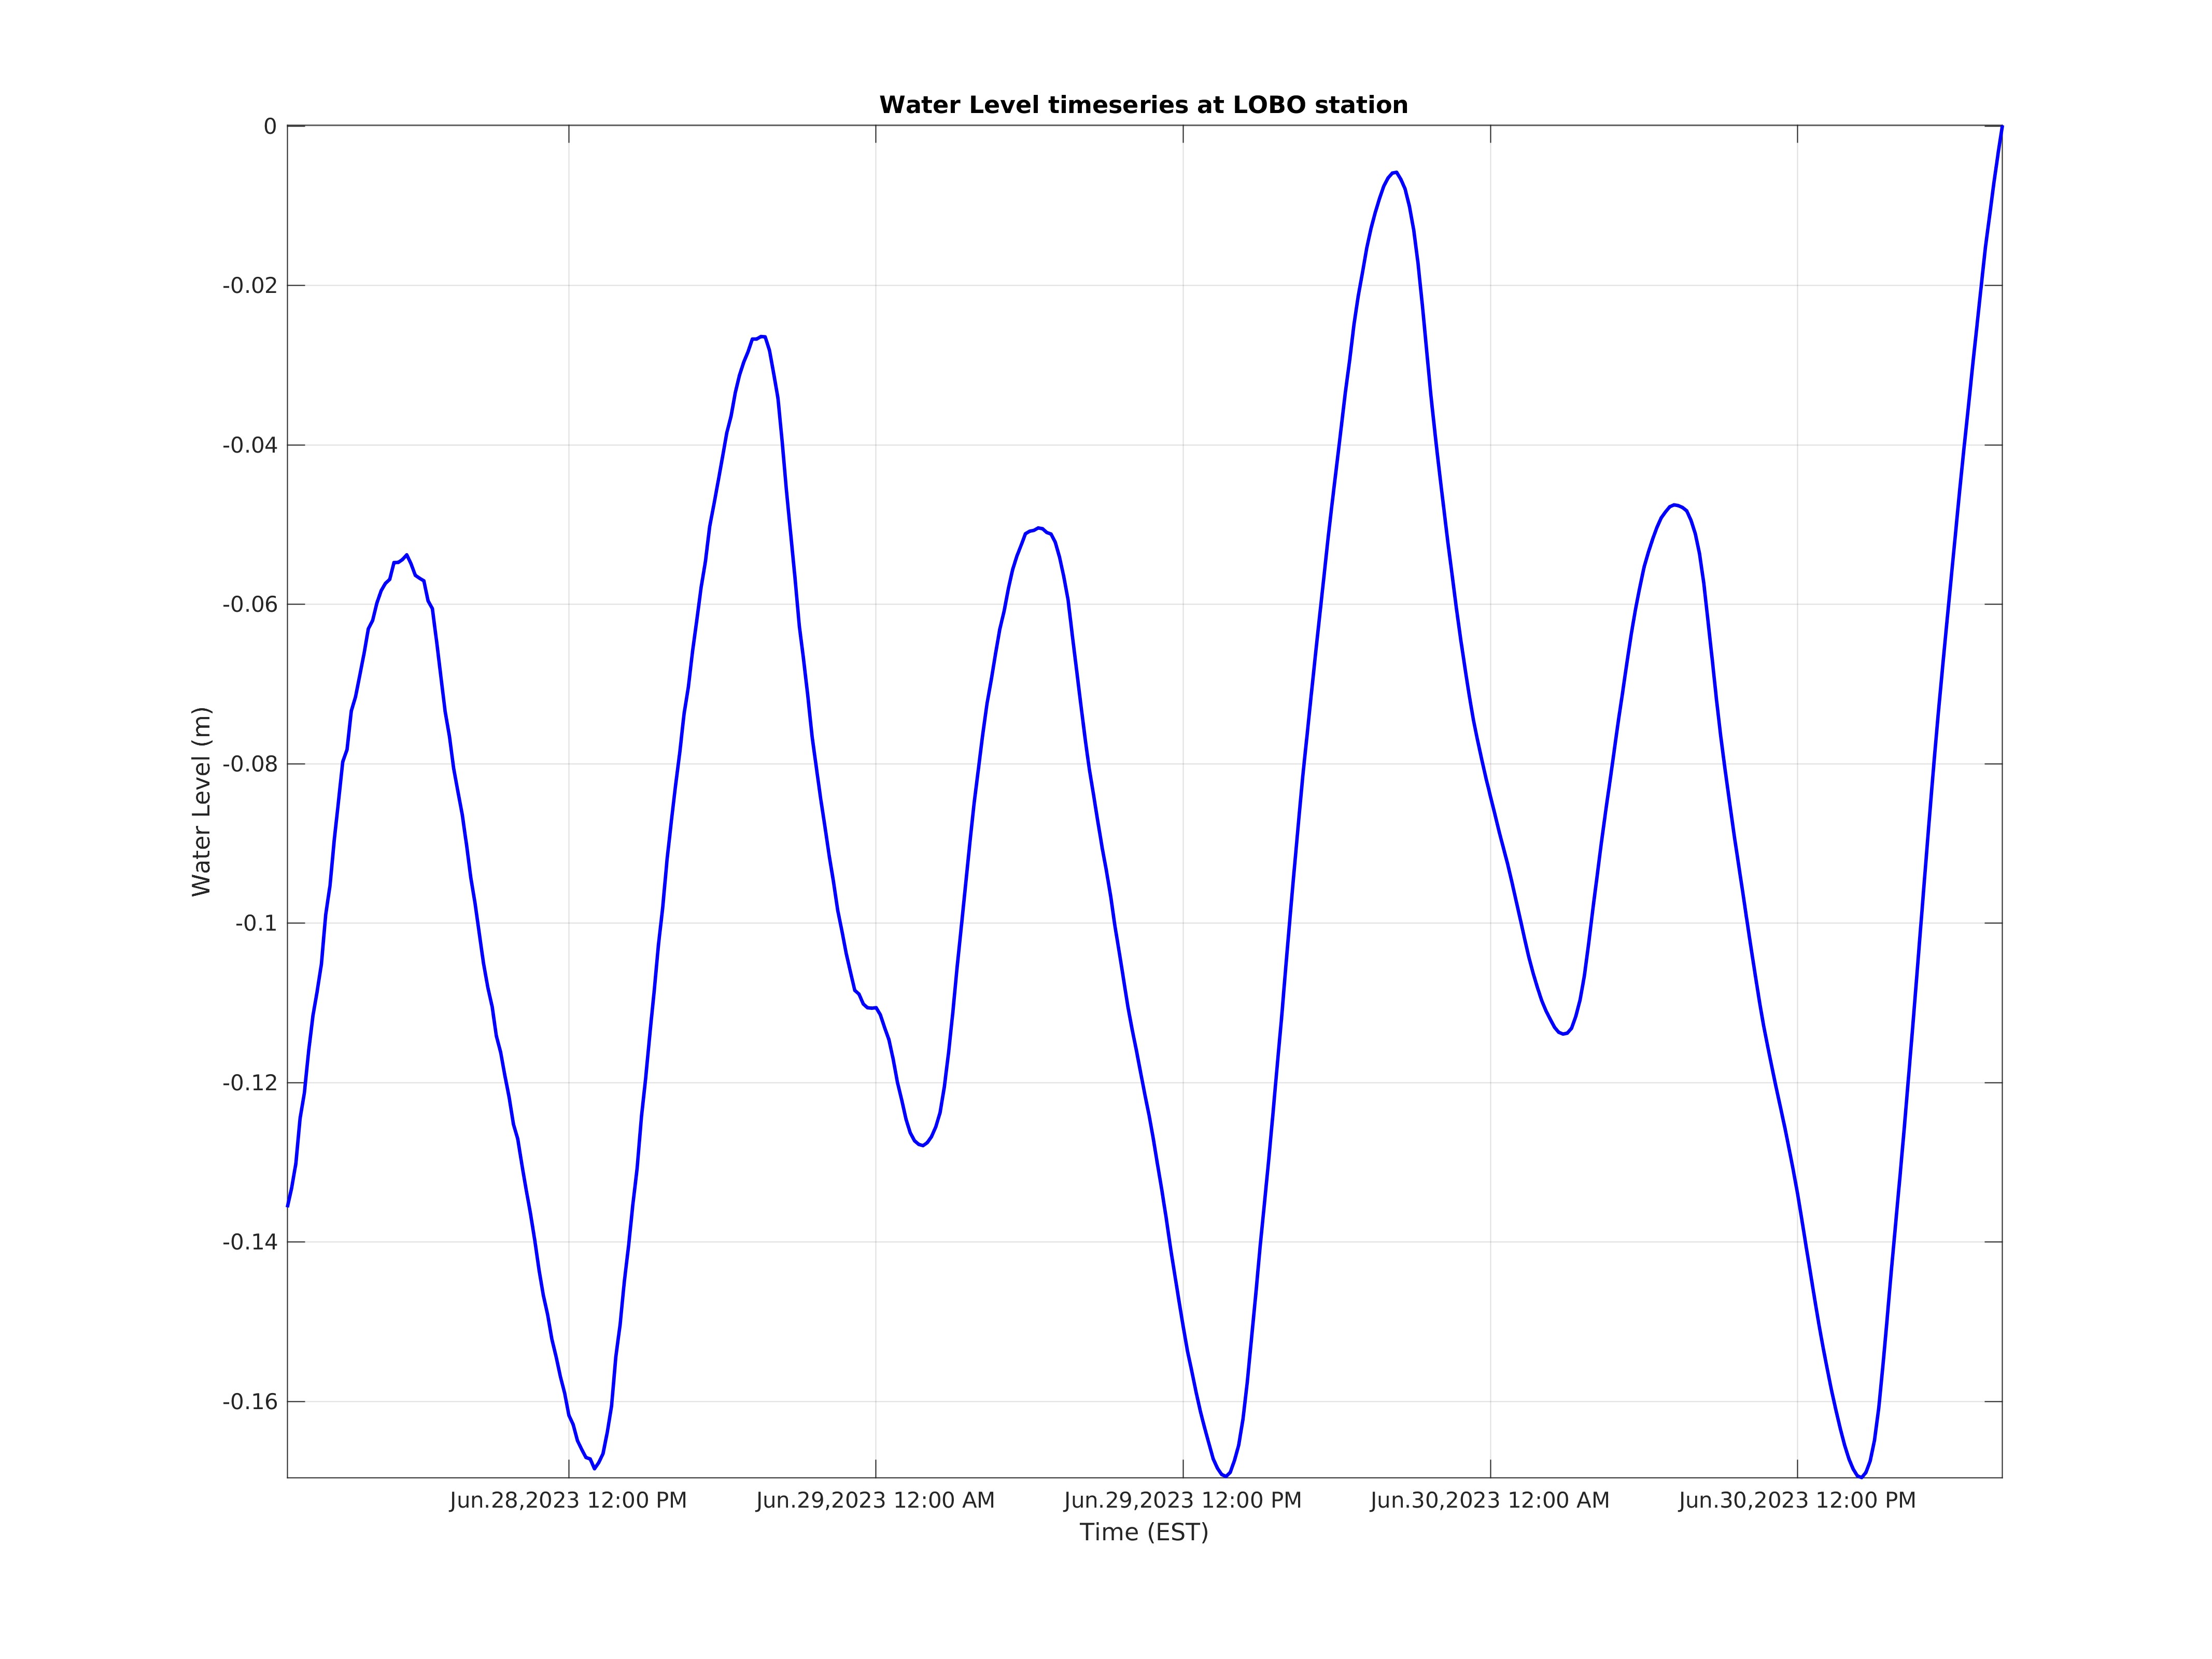 Water Level timeseries at LOBO station
0
-0.02
-0.04
-0.06
-0.08
-0.1
-0.12
-0.14
-0.16
Water Level (m)
Jun.28,2023 12:00 PM
Jun.29,2023 12:00 AM
Jun.29,2023 12:00 PM
Jun.30,2023 12:00 AM
Jun.30,2023 12:00 PM
Time (EST)